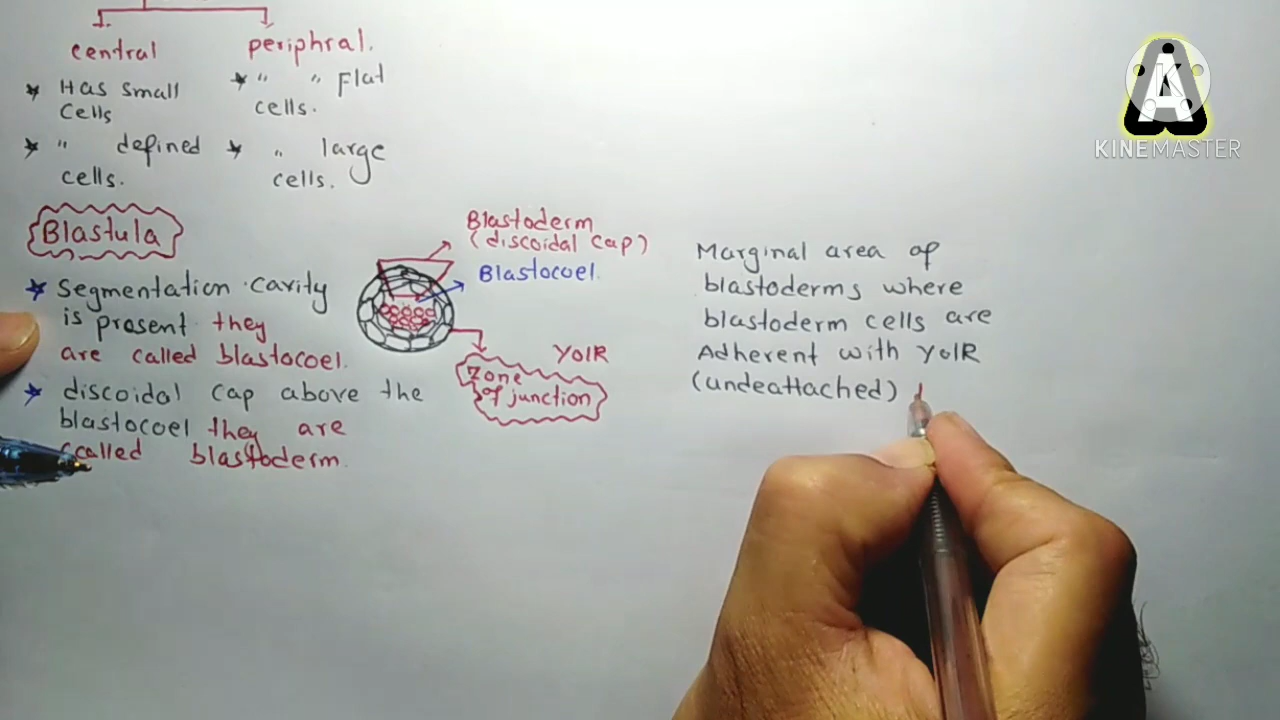 central
periphral.
★ Has small
cells
★ " " Flat
cells.
★ " defined
cells.
★ " large
cells.
Blastula
★ segmentation cavity
is present they
are called blastocoel.
★ discoidal cap above the
blastocoel they are
called blastoderm.
Blastoderm
(discoidal cap)
Blastocoel.
YolR
Zone
of junction
Marginal area of
blastoderms where
blastoderm cells are
Adherent with YolR
(undeattached)
A
K
KINEMASTER